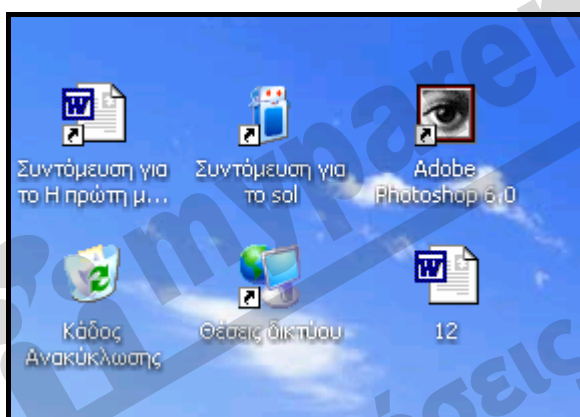 Συντόμευση για
το Η πρώτη μ...
Συντόμευση για
το sol
Adobe
Photoshop 6.0
Κάδος
Ανακύκλωσης
Θέσεις δικτύου
12